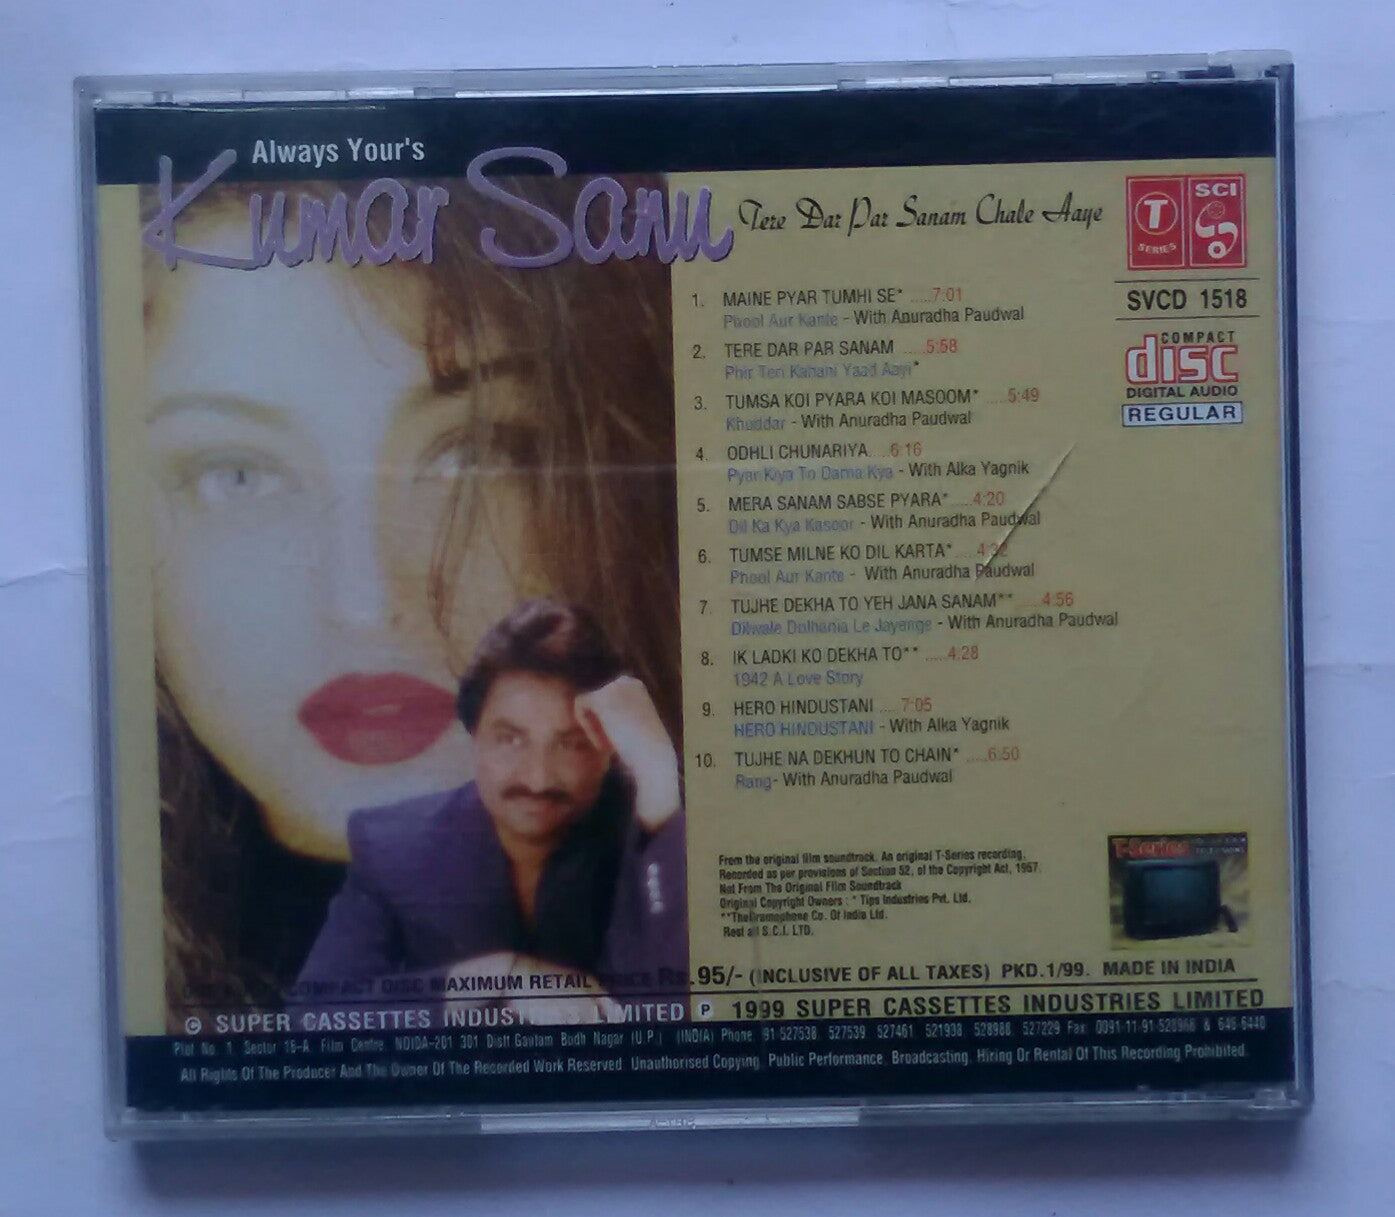 Always Your's
Kumar Sanu
Tere Dar Par Sanam Chale Aaye
T
SERIES
SCI
SVCD 1518
COMPACT
disc
DIGITAL AUDIO
REGULAR
1. MAINE PYAR TUMHI SE* .....7:01
Phool Aur Kante - With Anuradha Paudwal
2. TERE DAR PAR SANAM .....5:58
Phir Teri Kahani Yaad Aayi*
3. TUMSA KOI PYARA KOI MASOOM* .....5:49
Khuddar - With Anuradha Paudwal
4. ODHLI CHUNARIYA.....6:16
Pyar Kiya To Darna Kya - With Alka Yagnik
5. MERA SANAM SABSE PYARA* .....4:20
Dil Ka Kya Kasoor - With Anuradha Paudwal
6. TUMSE MILNE KO DIL KARTA* .....4:32
Phool Aur Kante - With Anuradha Paudwal
7. TUJHE DEKHA TO YEH JANA SANAM** .....4:56
Dilwale Dulhania Le Jayenge - With Anuradha Paudwal
8. IK LADKI KO DEKHA TO** .....4:28
1942 A Love Story
9. HERO HINDUSTANI .....7:05
HERO HINDUSTANI - With Alka Yagnik
10. TUJHE NA DEKHUN TO CHAIN* .....6:50
Rang- With Anuradha Paudwal
From the original film soundtrack. An original T-Series recording.
Recorded as per provisions of Section 52, of the Copyright Act, 1957.
Not From The Original Film Soundtrack
Original Copyright Owners : * Tips Industries Pvt. Ltd.
**The Gramophone Co. Of India Ltd.
Rest all S.C.I. LTD.
T-Series
COMPACT DISC MAXIMUM RETAIL PRICE Rs.95/- (INCLUSIVE OF ALL TAXES) PKD.1/99. MADE IN INDIA
© SUPER CASSETTES INDUSTRIES LIMITED ℗ 1999 SUPER CASSETTES INDUSTRIES LIMITED
Plot No. 1, Sector 16-A, Film Centre, NOIDA-201 301 Distt Gautam Budh Nagar (U.P.) (INDIA) Phone 91-527538 527539 527461 521938 528988 527229 Fax 0091-11-91-528968 & 646-6440
All Rights Of The Producer And The Owner Of The Recorded Work Reserved. Unauthorised Copying, Public Performance, Broadcasting, Hiring Or Rental Of This Recording Prohibited.